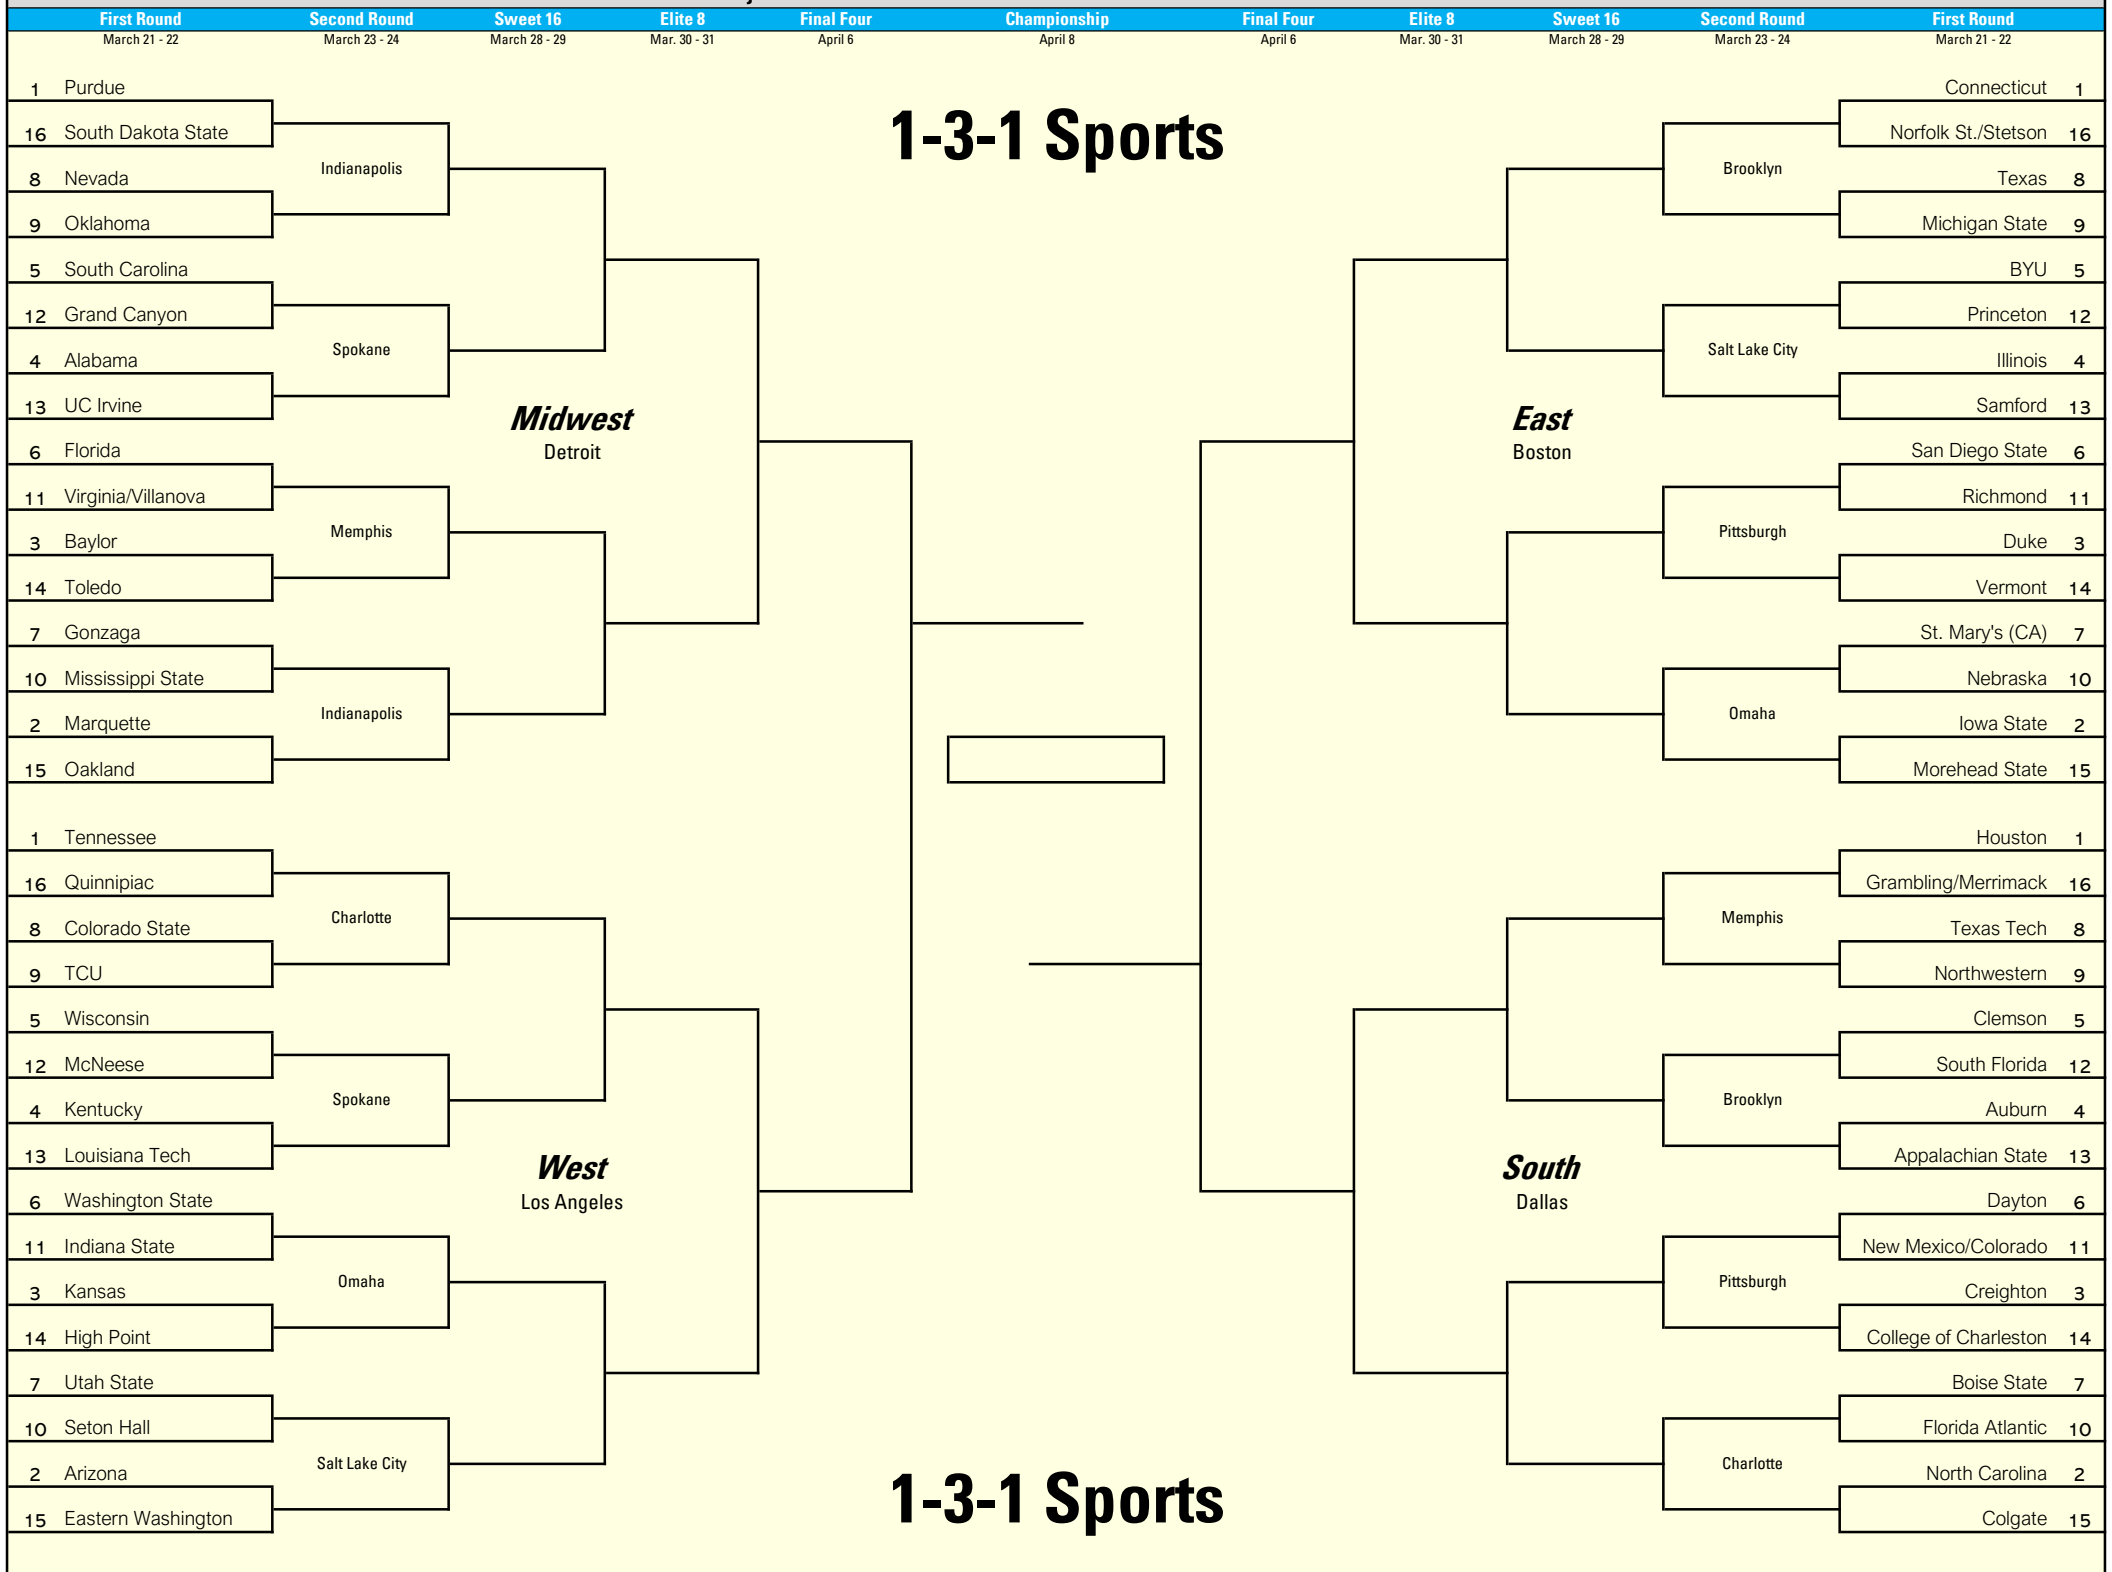 First Round Second Round Sweet 16 Elite 8 Final Four Championship Final Four Elite 8 Sweet 16 Second Round First Round
March 21 - 22 March 23 - 24 March 28 - 29 Mar. 30 - 31 April 6 April 8 April 6 Mar. 30 - 31 March 28 - 29 March 23 - 24 March 21 - 22
1-3-1 Sports
1 Purdue
16 South Dakota State
Indianapolis
8 Nevada
9 Oklahoma
5 South Carolina
12 Grand Canyon
Spokane
4 Alabama
13 UC Irvine
Midwest
Detroit
6 Florida
11 Virginia/Villanova
Memphis
3 Baylor
14 Toledo
7 Gonzaga
10 Mississippi State
Indianapolis
2 Marquette
15 Oakland
1 Tennessee
16 Quinnipiac
Charlotte
8 Colorado State
9 TCU
5 Wisconsin
12 McNeese
Spokane
4 Kentucky
13 Louisiana Tech
West
Los Angeles
6 Washington State
11 Indiana State
Omaha
3 Kansas
14 High Point
7 Utah State
10 Seton Hall
Salt Lake City
2 Arizona
15 Eastern Washington
Connecticut 1
Norfolk St./Stetson 16
Brooklyn
Texas 8
Michigan State 9
BYU 5
Princeton 12
Salt Lake City
Illinois 4
Samford 13
East
Boston
San Diego State 6
Richmond 11
Pittsburgh
Duke 3
Vermont 14
St. Mary's (CA) 7
Nebraska 10
Omaha
Iowa State 2
Morehead State 15
Houston 1
Grambling/Merrimack 16
Memphis
Texas Tech 8
Northwestern 9
Clemson 5
South Florida 12
Brooklyn
Auburn 4
Appalachian State 13
South
Dallas
Dayton 6
New Mexico/Colorado 11
Pittsburgh
Creighton 3
College of Charleston 14
Boise State 7
Florida Atlantic 10
Charlotte
North Carolina 2
Colgate 15
1-3-1 Sports